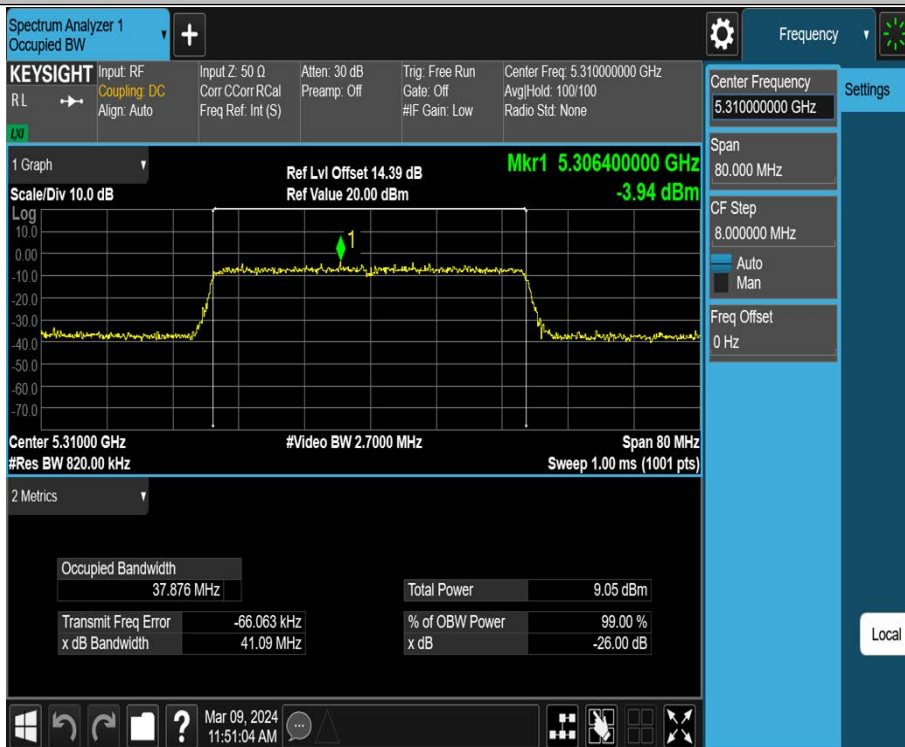 Spectrum Analyzer 1
Occupied BW
+
Frequency
KEYSIGHT
R L
LXI
Input: RF
Coupling: DC
Align: Auto
Input Z: 50 Ω
Corr CCorr RCal
Freq Ref: Int (S)
Atten: 30 dB
Preamp: Off
Trig: Free Run
Gate: Off
#IF Gain: Low
Center Freq: 5.310000000 GHz
Avg|Hold: 100/100
Radio Std: None
Center Frequency
5.310000000 GHz
Settings
Span
80.000 MHz
CF Step
8.000000 MHz
Auto
Man
Freq Offset
0 Hz
Local
1 Graph
Scale/Div 10.0 dB
Ref Lvl Offset 14.39 dB
Ref Value 20.00 dBm
Mkr1 5.306400000 GHz
-3.94 dBm
Log
10.0
0.00
-10.0
-20.0
-30.0
-40.0
-50.0
-60.0
-70.0
1
Center 5.31000 GHz
#Res BW 820.00 kHz
#Video BW 2.7000 MHz
Span 80 MHz
Sweep 1.00 ms (1001 pts)
2 Metrics
Occupied Bandwidth
37.876 MHz
Total Power 9.05 dBm
Transmit Freq Error -66.063 kHz
% of OBW Power 99.00 %
x dB Bandwidth 41.09 MHz
x dB -26.00 dB
?
Mar 09, 2024
11:51:04 AM